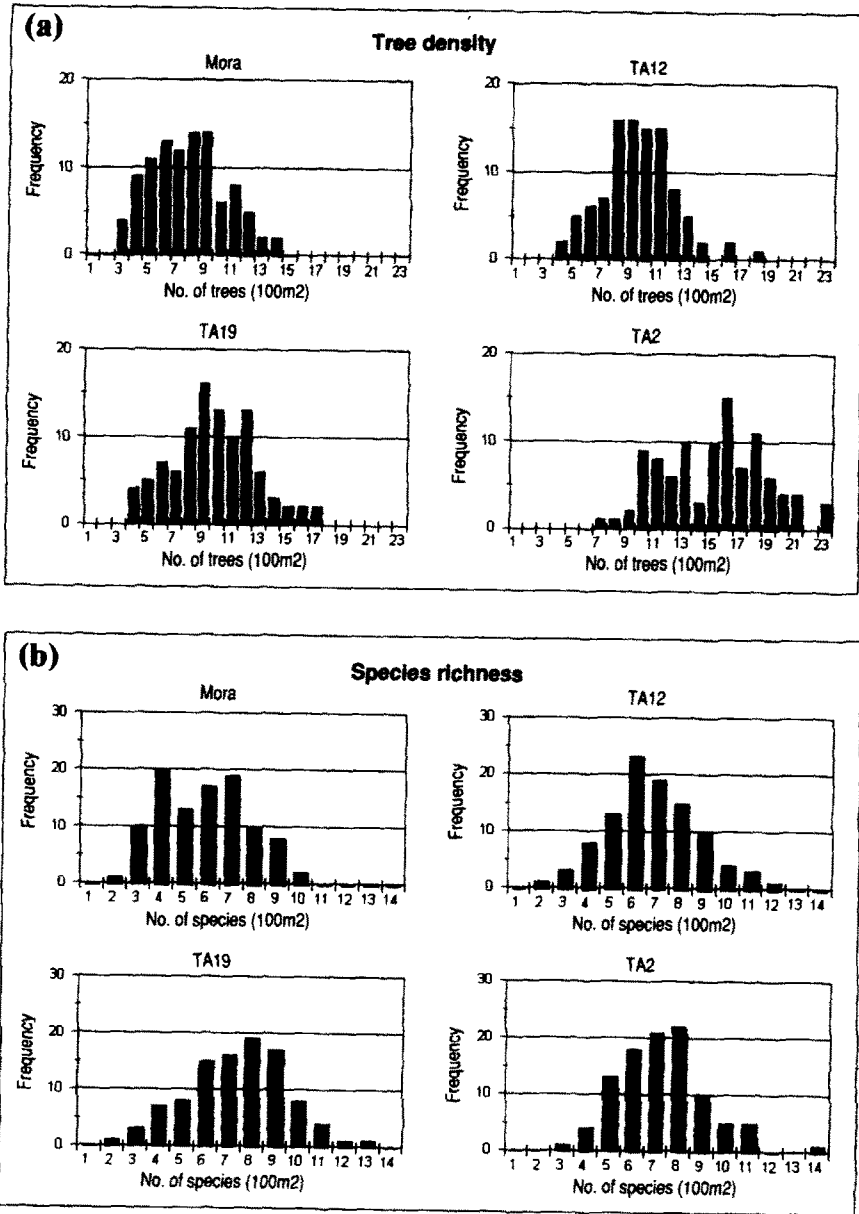 (a)
Tree density
Mora
20
10
0
Frequency
1 3 5 7 9 11 13 15 17 19 21 23
No. of trees (100m2)
TA12
20
10
0
Frequency
1 3 5 7 9 11 13 15 17 19 21 23
No. of trees (100m2)
TA19
20
10
0
Frequency
1 3 5 7 9 11 13 15 17 19 21 23
No. of trees (100m2)
TA2
20
10
0
Frequency
1 3 5 7 9 11 13 15 17 19 21 23
No. of trees (100m2)
(b)
Species richness
Mora
30
20
10
0
Frequency
1 2 3 4 5 6 7 8 9 10 11 12 13 14
No. of species (100m2)
TA12
30
20
10
0
Frequency
1 2 3 4 5 6 7 8 9 10 11 12 13 14
No. of species (100m2)
TA19
30
20
10
0
Frequency
1 2 3 4 5 6 7 8 9 10 11 12 13 14
No. of species (100m2)
TA2
30
20
10
0
Frequency
1 2 3 4 5 6 7 8 9 10 11 12 13 14
No. of species (100m2)